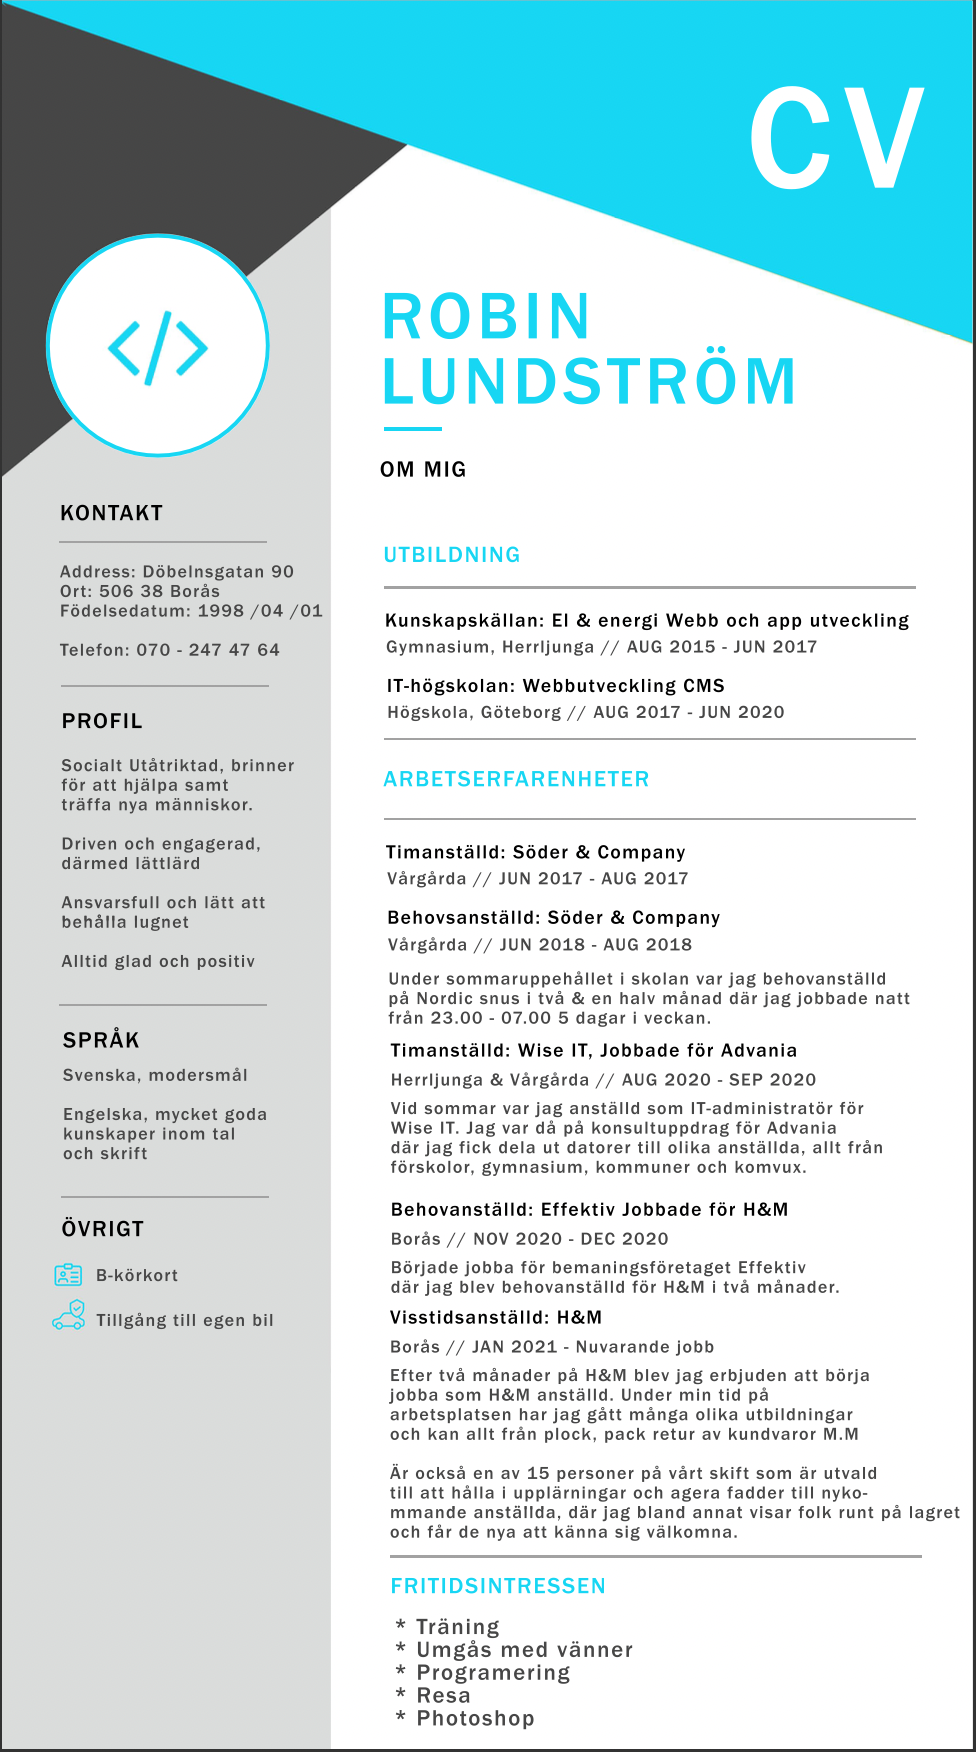 CV
ROBIN
LUNDSTRÖM
OM MIG
KONTAKT
Address: Döbelnsgatan 90
Ort: 506 38 Borås
Födelsedatum: 1998 /04 /01
Telefon: 070 - 247 47 64
PROFIL
Socialt Utåtriktad, brinner
för att hjälpa samt
träffa nya människor.
Driven och engagerad,
därmed lättlärd
Ansvarsfull och lätt att
behålla lugnet
Alltid glad och positiv
SPRÅK
Svenska, modersmål
Engelska, mycket goda
kunskaper inom tal
och skrift
ÖVRIGT
B-körkort
Tillgång till egen bil
UTBILDNING
Kunskapskällan: El & energi Webb och app utveckling
Gymnasium, Herrljunga // AUG 2015 - JUN 2017
IT-högskolan: Webbutveckling CMS
Högskola, Göteborg // AUG 2017 - JUN 2020
ARBETSERFARENHETER
Timanställd: Söder & Company
Vårgårda // JUN 2017 - AUG 2017
Behovsanställd: Söder & Company
Vårgårda // JUN 2018 - AUG 2018
Under sommaruppehållet i skolan var jag behovanställd
på Nordic snus i två & en halv månad där jag jobbade natt
från 23.00 - 07.00 5 dagar i veckan.
Timanställd: Wise IT, Jobbade för Advania
Herrljunga & Vårgårda // AUG 2020 - SEP 2020
Vid sommar var jag anställd som IT-administratör för
Wise IT. Jag var då på konsultuppdrag för Advania
där jag fick dela ut datorer till olika anställda, allt från
förskolor, gymnasium, kommuner och komvux.
Behovanställd: Effektiv Jobbade för H&M
Borås // NOV 2020 - DEC 2020
Började jobba för bemaningsföretaget Effektiv
där jag blev behovanställd för H&M i två månader.
Visstidsanställd: H&M
Borås // JAN 2021 - Nuvarande jobb
Efter två månader på H&M blev jag erbjuden att börja
jobba som H&M anställd. Under min tid på
arbetsplatsen har jag gått många olika utbildningar
och kan allt från plock, pack retur av kundvaror M.M
Är också en av 15 personer på vårt skift som är utvald
till att hålla i upplärningar och agera fadder till nyko-
mmande anställda, där jag bland annat visar folk runt på lagret
och får de nya att känna sig välkomna.
FRITIDSINTRESSEN
* Träning
* Umgås med vänner
* Programering
* Resa
* Photoshop